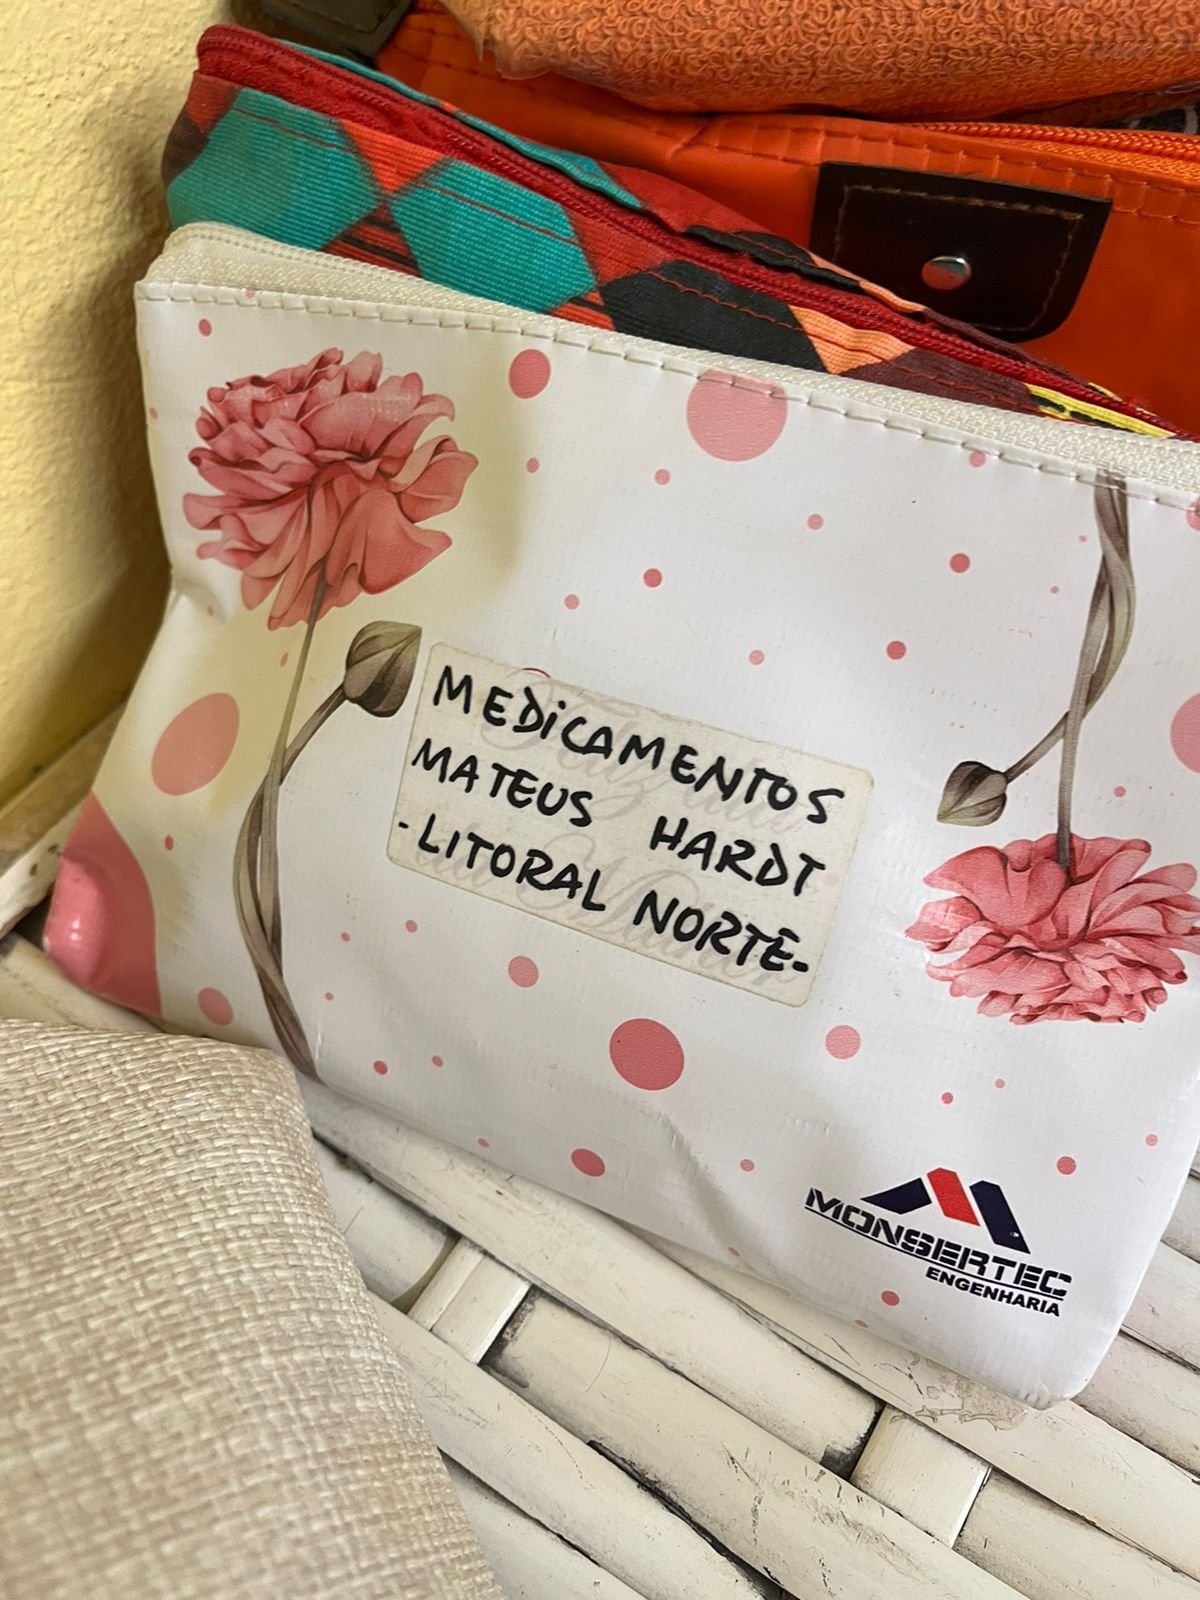 MEDICAMENTOS
MATEUS HARDT
-LITORAL NORTE-
MONSERTEC
ENGENHARIA